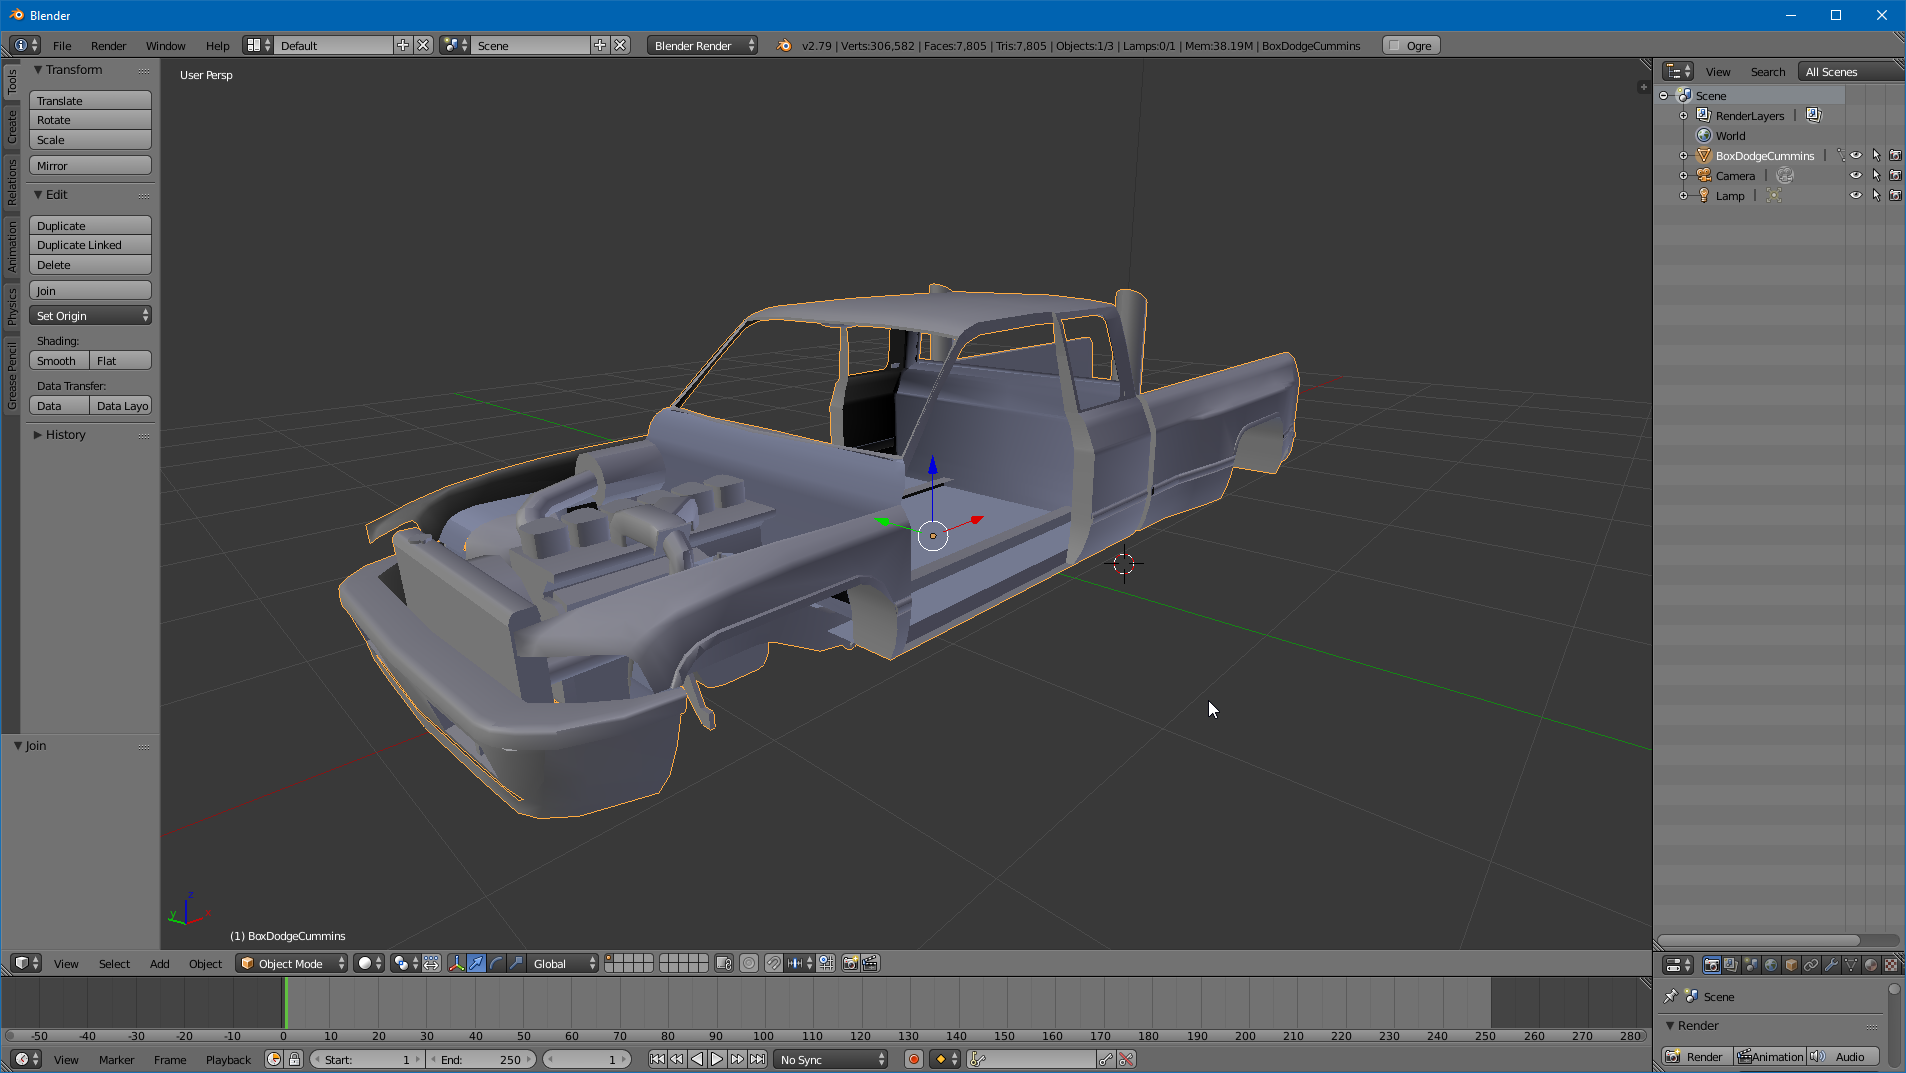 Blender
File Render Window Help Default Scene Blender Render v2.79 | Verts:306,582 | Faces:7,805 | Tris:7,805 | Objects:1/3 | Lamps:0/1 | Mem:38.19M | BoxDodgeCummins Ogre
Tools
Create
Relations
Animation
Physics
Grease Pencil
Transform
Translate
Rotate
Scale
Mirror
Edit
Duplicate
Duplicate Linked
Delete
Join
Set Origin
Shading:
Smooth Flat
Data Transfer:
Data Data Layo
History
Join
User Persp
z
y
x
(1) BoxDodgeCummins
View Search All Scenes
Scene
RenderLayers |
World
BoxDodgeCummins |
Camera |
Lamp |
View Select Add Object Object Mode Global
-50 -40 -30 -20 -10 0 10 20 30 40 50 60 70 80 90 100 110 120 130 140 150 160 170 180 190 200 210 220 230 240 250 260 270 280
View Marker Frame Playback Start: 1 End: 250 1 No Sync
Scene
Render
Render Animation Audio